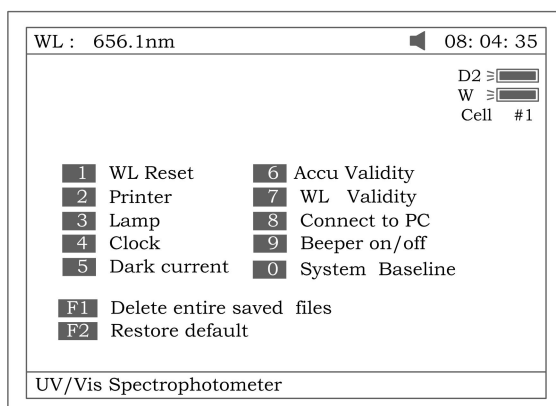 WL : 656.1nm 08: 04: 35
D2
W
Cell #1
1 WL Reset 6 Accu Validity
2 Printer 7 WL Validity
3 Lamp 8 Connect to PC
4 Clock 9 Beeper on/off
5 Dark current 0 System Baseline
F1 Delete entire saved files
F2 Restore default
UV/Vis Spectrophotometer